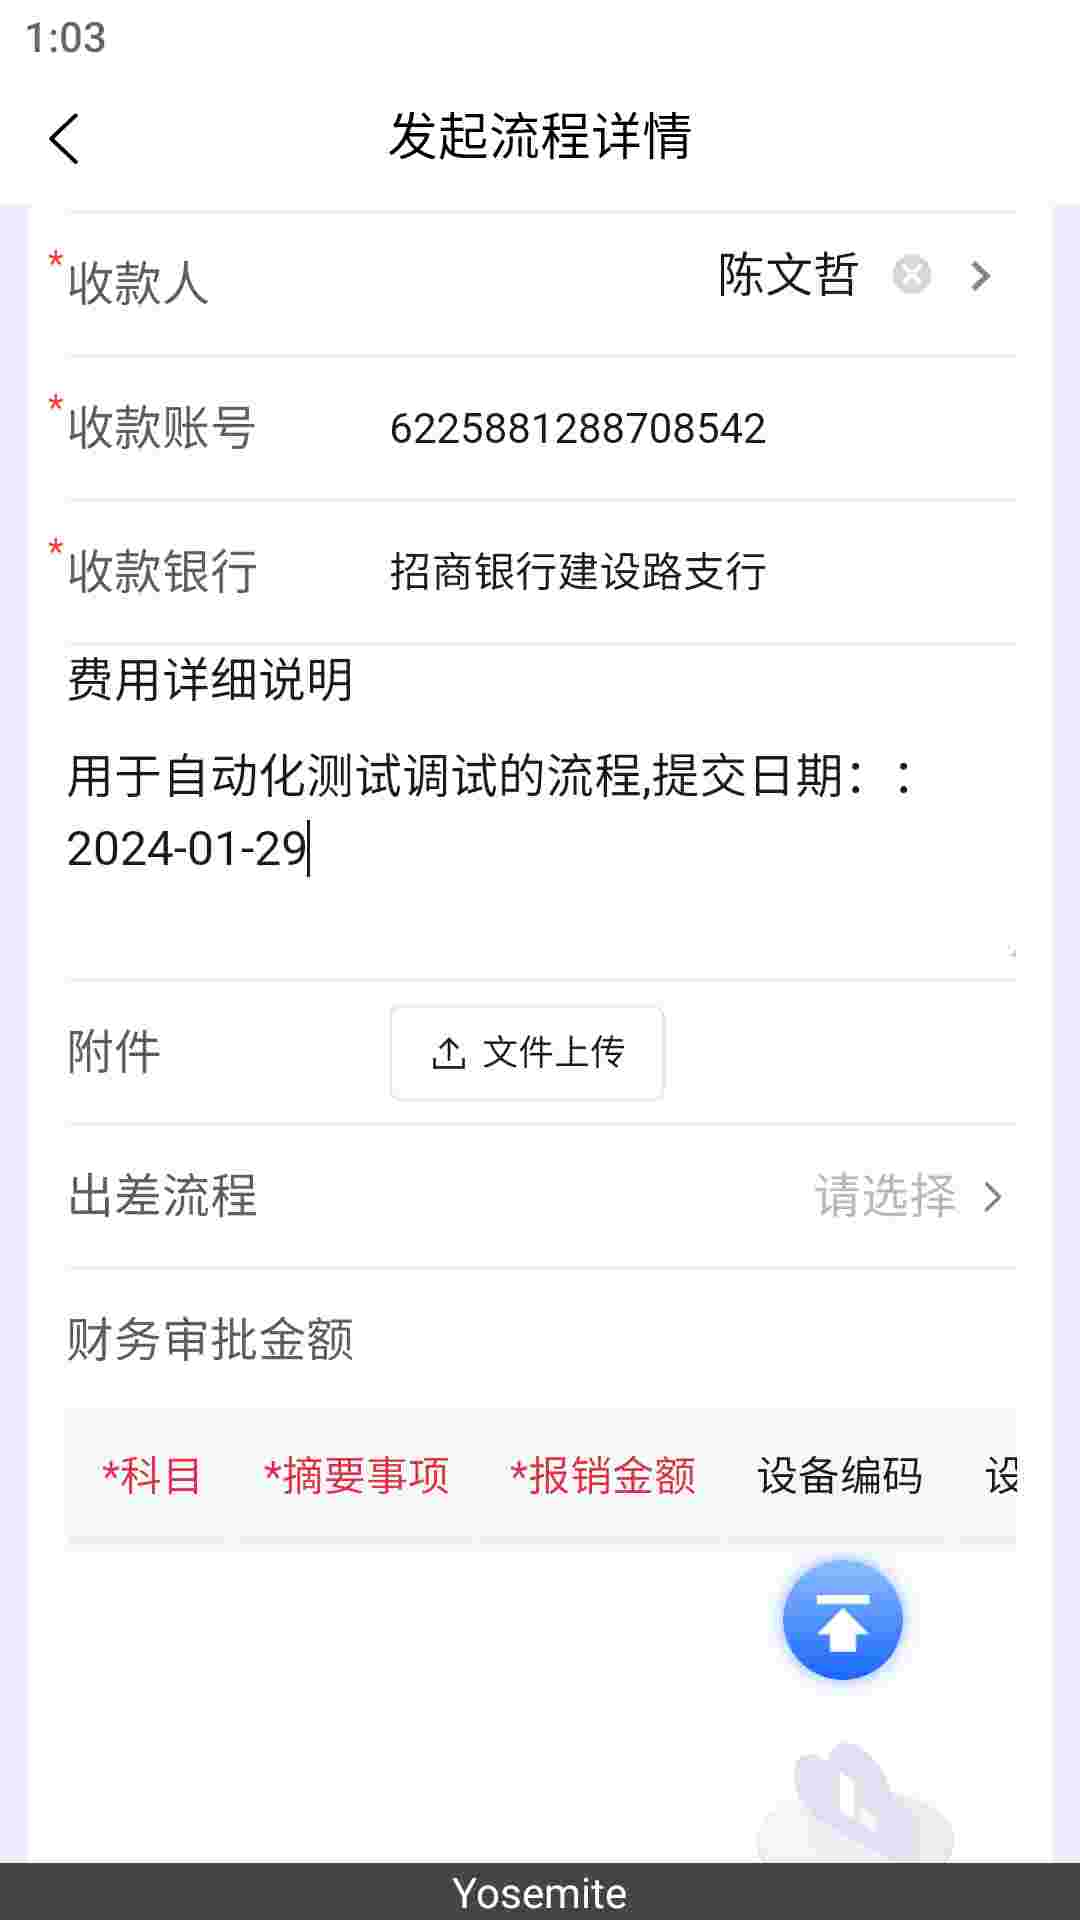 1:03
发起流程详情
*收款人 陈文哲
*收款账号 6225881288708542
*收款银行 招商银行建设路支行
费用详细说明
用于自动化测试调试的流程,提交日期：：
2024-01-29
附件 文件上传
出差流程 请选择
财务审批金额
*科目 *摘要事项 *报销金额 设备编码 设
Yosemite